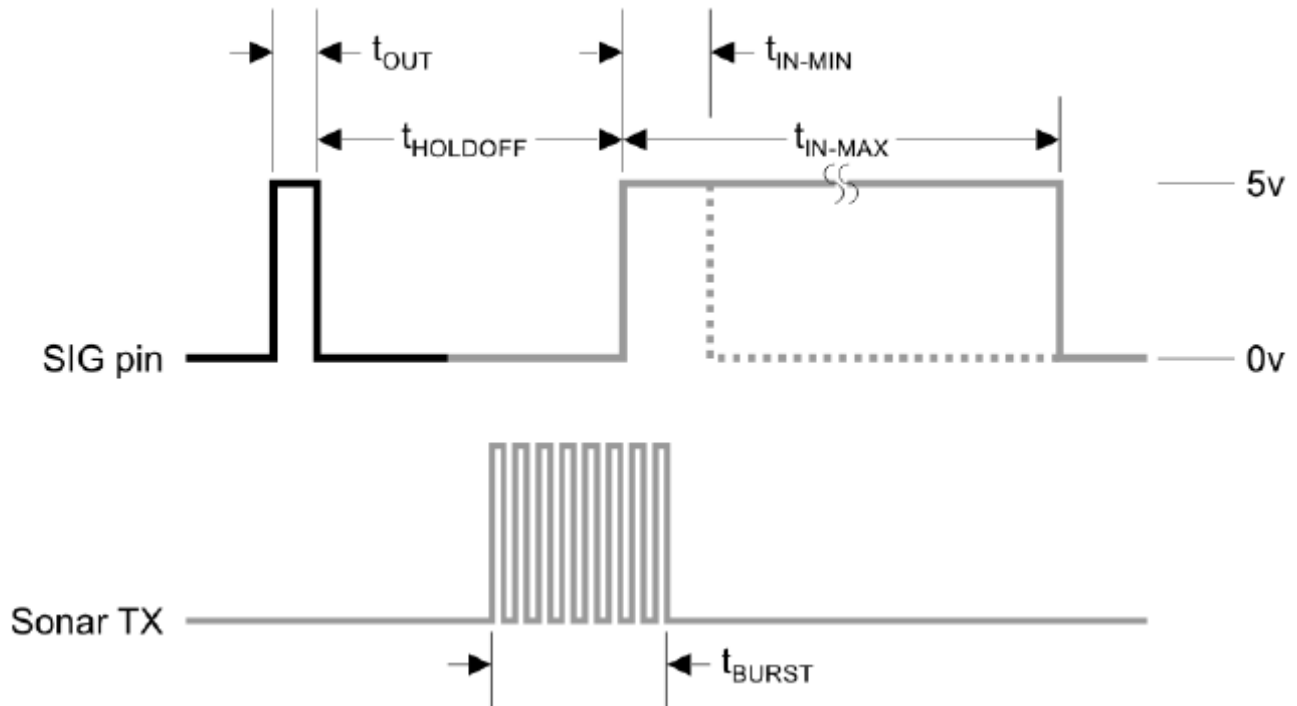 tOUT
tIN-MIN
tHOLDOFF
tIN-MAX
5v
SIG pin
0v
Sonar TX
tBURST